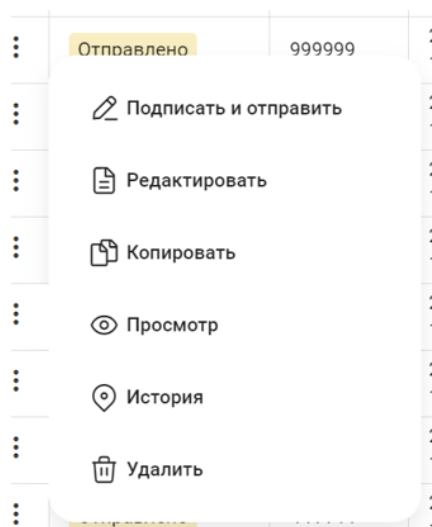 Отправлено 999999
Подписать и отправить
Редактировать
Копировать
Просмотр
История
Удалить